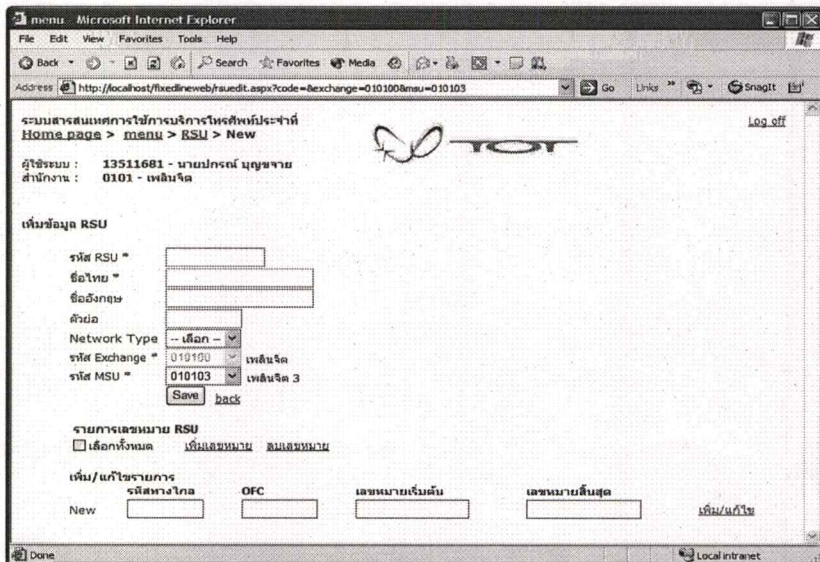 menu - Microsoft Internet Explorer
File Edit View Favorites Tools Help
Back Search Favorites Media
Address http://localhost/fixedlineweb/rsuedit.aspx?code=&exchange=010100&msu=010103 Go Links SnagIt
ระบบสารสนเทศการใช้การบริการโทรศัพท์ประจำที่
Home page > menu > RSU > New
Log off
TOT
ผู้ใช้ระบบ : 13511681 - นายปกรณ์ บุญขจาย
สำนักงาน : 0101 - เพลินจิต
เพิ่มข้อมูล RSU
รหัส RSU *
ชื่อไทย *
ชื่ออังกฤษ
ตัวย่อ
Network Type -- เลือก --
รหัส Exchange * 010100 เพลินจิต
รหัส MSU * 010103 เพลินจิต 3
Save back
รายการเลขหมาย RSU
เลือกทั้งหมด เพิ่มเลขหมาย ลบเลขหมาย
เพิ่ม/แก้ไขรายการ
รหัสทางไกล OFC เลขหมายเริ่มต้น เลขหมายสิ้นสุด
New เพิ่ม/แก้ไข
Done Local intranet